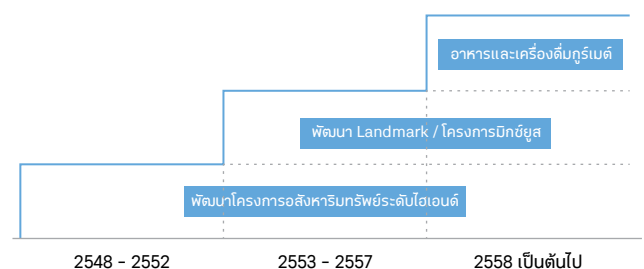 อาหารและเครื่องดื่มกูร์เมต์
พัฒนา Landmark / โครงการมิกซ์ยูส
พัฒนาโครงการอสังหาริมทรัพย์ระดับไฮเอนด์
2548 - 2552
2553 - 2557
2558 เป็นต้นไป